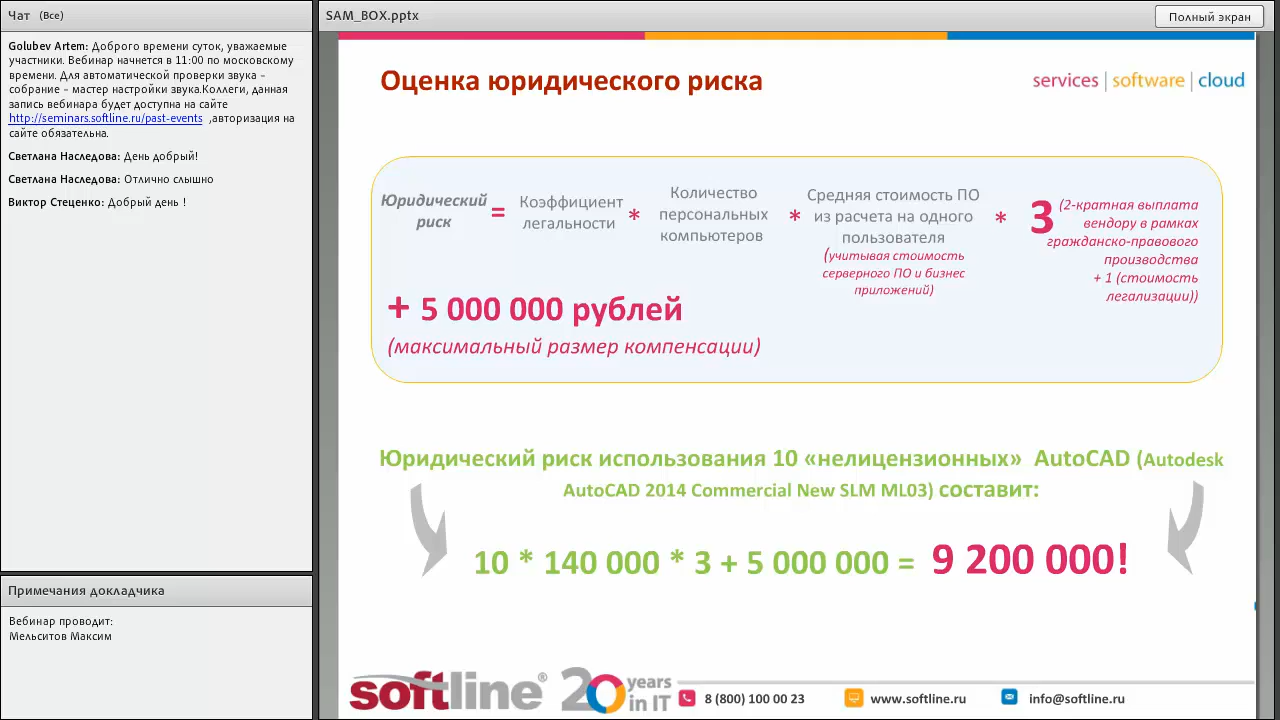 Чат (Все)
Golubev Artem: Доброго времени суток, уважаемые
участники. Вебинар начнется в 11:00 по московскому
времени. Для автоматической проверки звука -
собрание - мастер настройки звука.Коллеги, данная
запись вебинара будет доступна на сайте
http://seminars.softline.ru/past-events ,авторизация на
сайте обязательна.
Светлана Наследова: День добрый!
Светлана Наследова: Отлично слышно
Виктор Стеценко: Добрый день !
Примечания докладчика
Вебинар проводит:
Мельситов Максим
SAM_BOX.pptx
Полный экран
Оценка юридического риска
services | software | cloud
Юридический
риск
=
Коэффициент
легальности
*
Количество
персональных
компьютеров
*
Средняя стоимость ПО
из расчета на одного
пользователя
(учитывая стоимость
серверного ПО и бизнес
приложений)
*
3 (2-кратная выплата
вендору в рамках
гражданско-правового
производства
+ 1 (стоимость
легализации))
+ 5 000 000 рублей
(максимальный размер компенсации)
Юридический риск использования 10 «нелицензионных» AutoCAD (Autodesk
AutoCAD 2014 Commercial New SLM ML03) составит:
10 * 140 000 * 3 + 5 000 000 = 9 200 000!
softline® 20 years
in IT
8 (800) 100 00 23
www.softline.ru
info@softline.ru